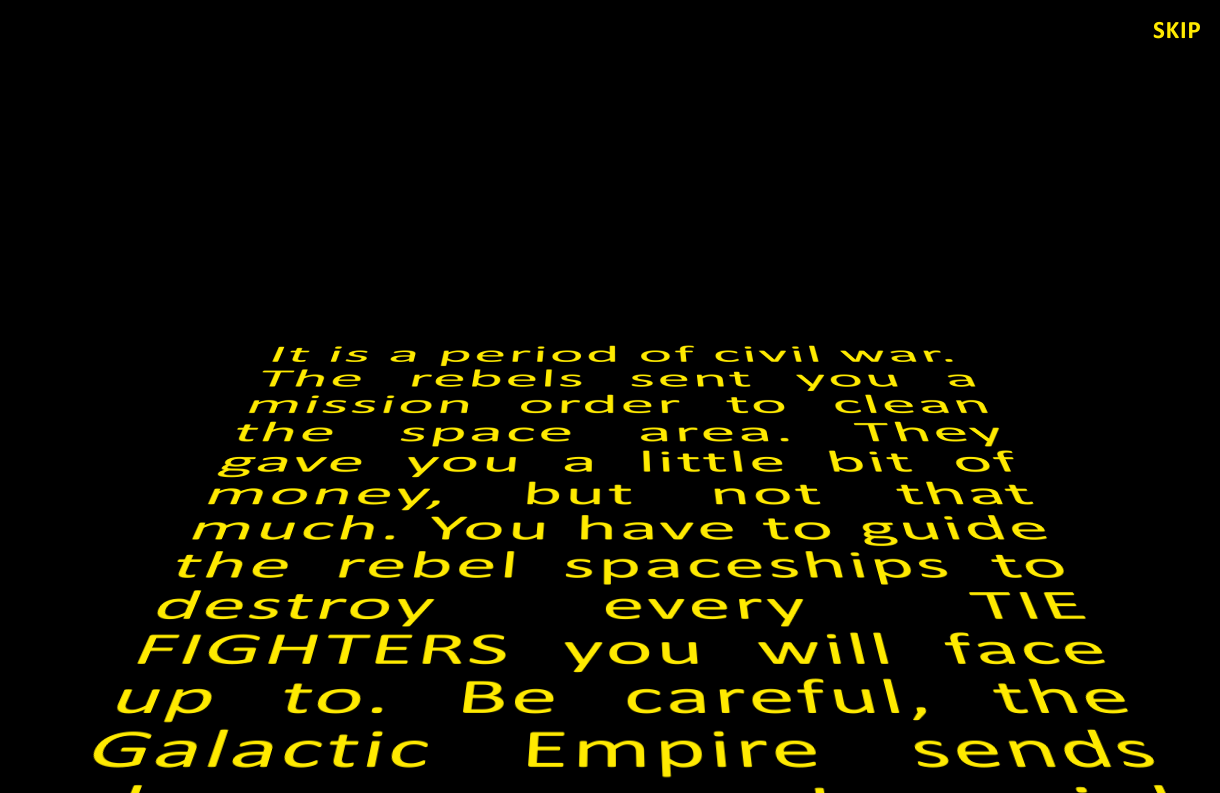 SKIP
It is a period of civil war.
The rebels sent you a
mission order to clean
the space area. They
gave you a little bit of
money, but not that
much. You have to guide
the rebel spaceships to
destroy every TIE
FIGHTERS you will face
up to. Be careful, the
Galactic Empire sends